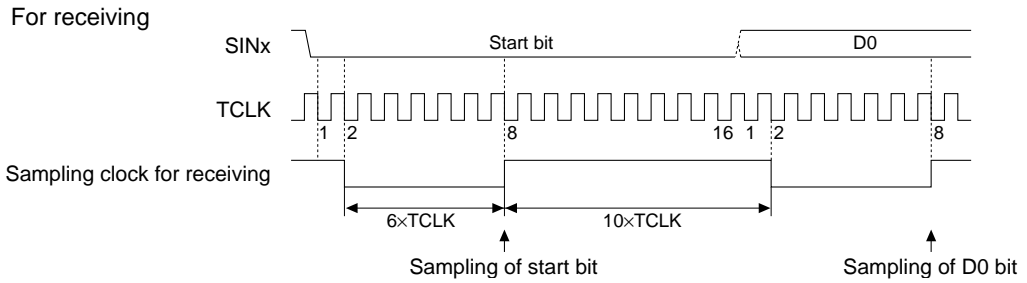 For receiving
SINx
Start bit
D0
TCLK
1 2 8 16 1 2 8
Sampling clock for receiving
6×TCLK 10×TCLK
Sampling of start bit
Sampling of D0 bit